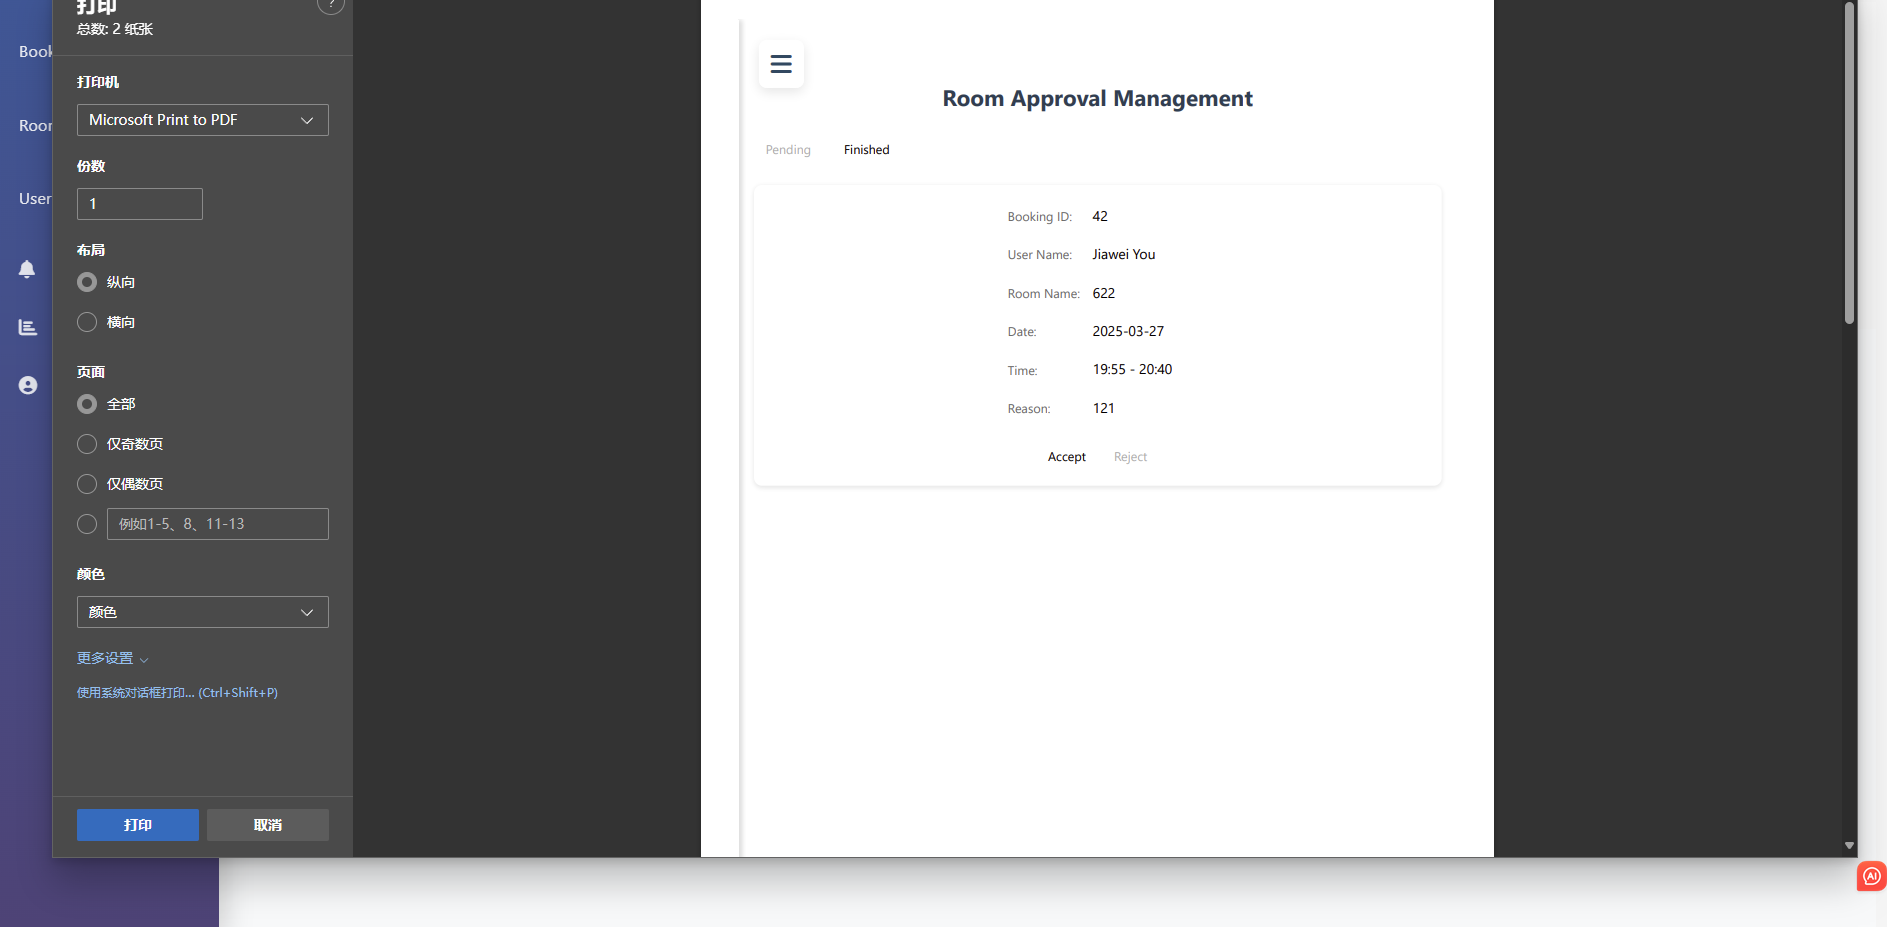 打印
?
总数: 2 纸张
Book
Roor
User
打印机
Microsoft Print to PDF
份数
1
布局
纵向
横向
页面
全部
仅奇数页
仅偶数页
例如1-5、8、11-13
颜色
颜色
更多设置
使用系统对话框打印... (Ctrl+Shift+P)
打印
取消
Room Approval Management
Pending
Finished
Booking ID: 42
User Name: Jiawei You
Room Name: 622
Date: 2025-03-27
Time: 19:55 - 20:40
Reason: 121
Accept
Reject
AI